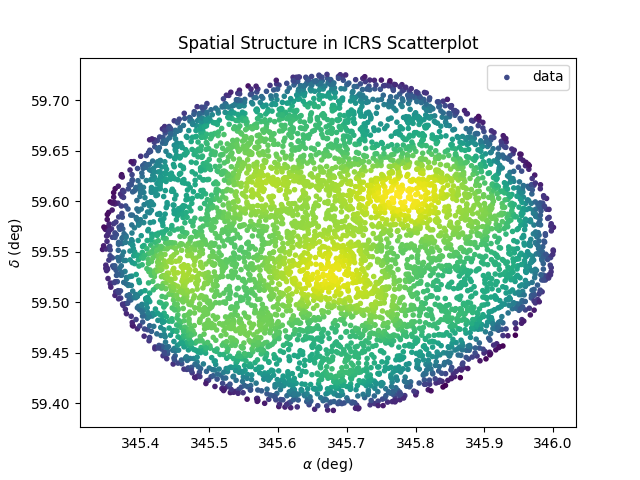 Spatial Structure in ICRS Scatterplot
data
59.70
59.65
59.60
59.55
59.50
59.45
59.40
δ (deg)
345.4 345.5 345.6 345.7 345.8 345.9 346.0
α (deg)